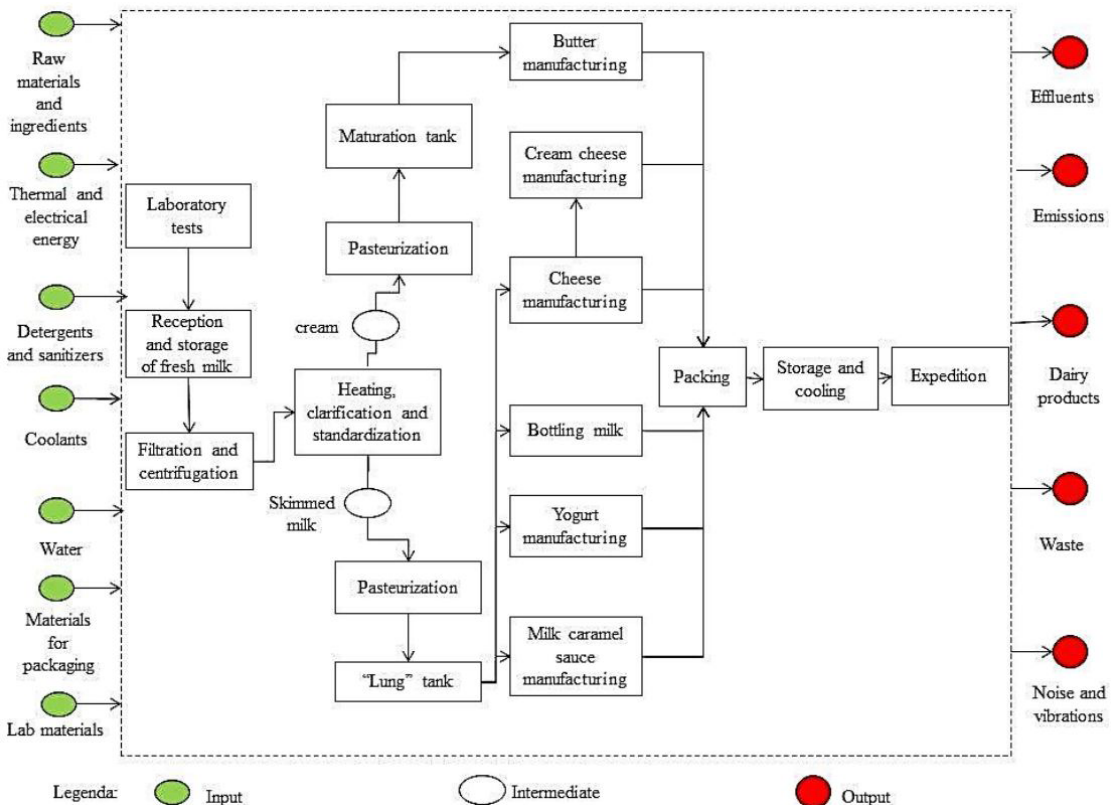 Raw
materials and
ingredients
Thermal and
electrical
energy
Detergents
and sanitizers
Coolants
Water
Materials
for
packaging
Lab materials
Laboratory
tests
Reception
and storage
of fresh milk
Filtration and
centrifugation
Heating,
clarification and
standardization
cream
Pasteurization
Maturation tank
Butter
manufacturing
Skimmed
milk
Pasteurization
“Lung” tank
Cream cheese
manufacturing
Cheese
manufacturing
Bottling milk
Yogurt
manufacturing
Milk caramel
sauce
manufacturing
Packing
Storage and
cooling
Expedition
Effluents
Emissions
Dairy
products
Waste
Noise and
vibrations
Legenda:
Input
Intermediate
Output